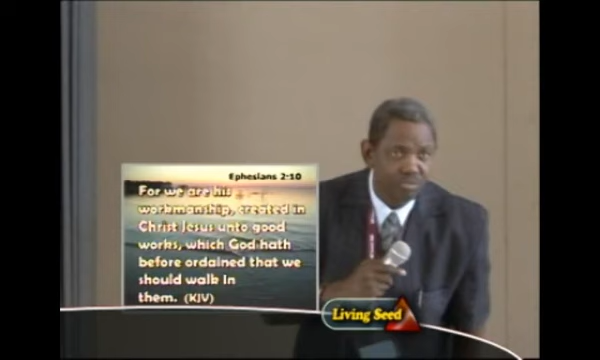 Ephesians 2:10
For we are his
workmanship, created in
Christ Jesus unto good
works, which God hath
before ordained that we
should walk in
them. (KJV)
Living Seed